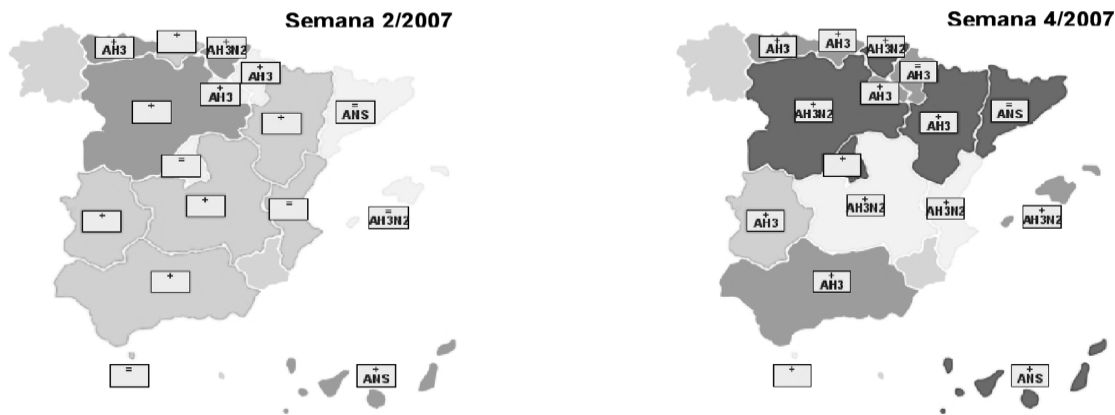 Semana 2/2007
+
AH3
+
+
AH3N2
+
AH3
+
AH3
=
ANS
+
+
=
+
+
=
=
AH3N2
+
=
+
ANS
Semana 4/2007
+
AH3
+
AH3
+
AH3N2
=
AH3
+
AH3
+
AH3N2
=
ANS
+
AH3
+
+
AH3
+
AH3N2
+
AH3N2
+
AH3N2
+
AH3
+
+
ANS